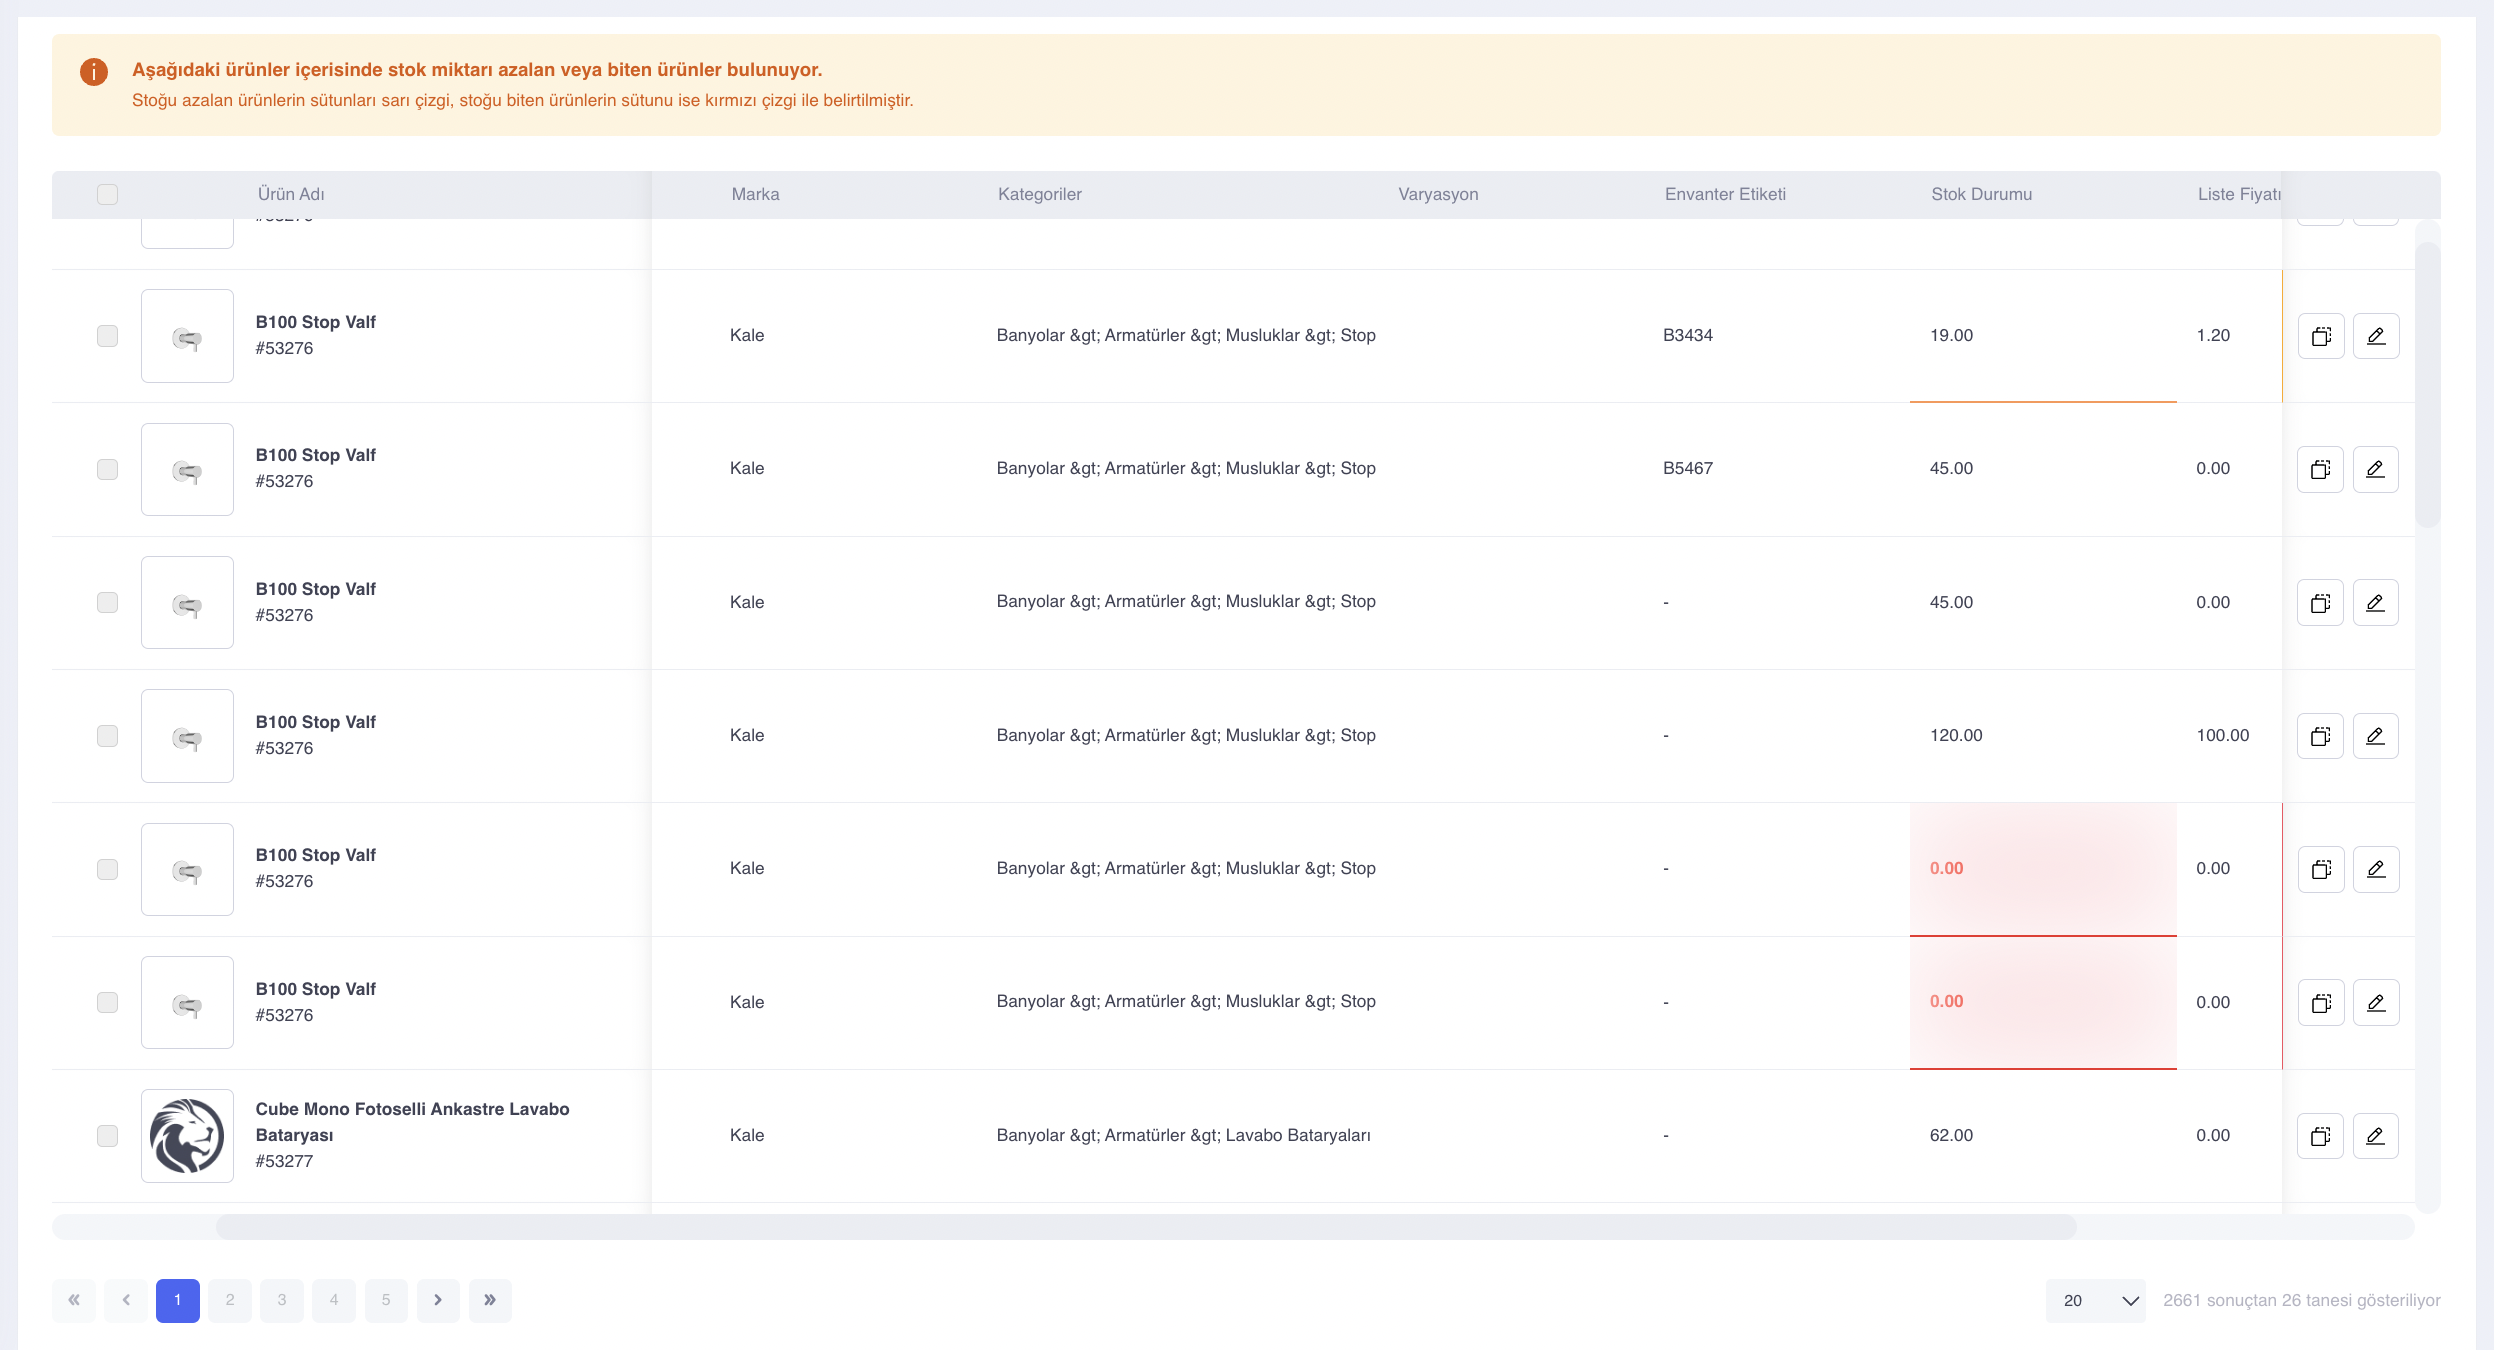 Aşağıdaki ürünler içerisinde stok miktarı azalan veya biten ürünler bulunuyor.
Stoğu azalan ürünlerin sütunları sarı çizgi, stoğu biten ürünlerin sütunu ise kırmızı çizgi ile belirtilmiştir.
Ürün Adı Marka Kategoriler Varyasyon Envanter Etiketi Stok Durumu Liste Fiyatı
B100 Stop Valf
#53276
Kale Banyolar &gt; Armatürler &gt; Musluklar &gt; Stop B3434 19.00 1.20
B100 Stop Valf
#53276
Kale Banyolar &gt; Armatürler &gt; Musluklar &gt; Stop B5467 45.00 0.00
B100 Stop Valf
#53276
Kale Banyolar &gt; Armatürler &gt; Musluklar &gt; Stop - 45.00 0.00
B100 Stop Valf
#53276
Kale Banyolar &gt; Armatürler &gt; Musluklar &gt; Stop - 120.00 100.00
B100 Stop Valf
#53276
Kale Banyolar &gt; Armatürler &gt; Musluklar &gt; Stop - 0.00 0.00
B100 Stop Valf
#53276
Kale Banyolar &gt; Armatürler &gt; Musluklar &gt; Stop - 0.00 0.00
Cube Mono Fotoselli Ankastre Lavabo
Bataryası
#53277
Kale Banyolar &gt; Armatürler &gt; Lavabo Bataryaları - 62.00 0.00
« ‹ 1 2 3 4 5 › »
20 2661 sonuçtan 26 tanesi gösteriliyor